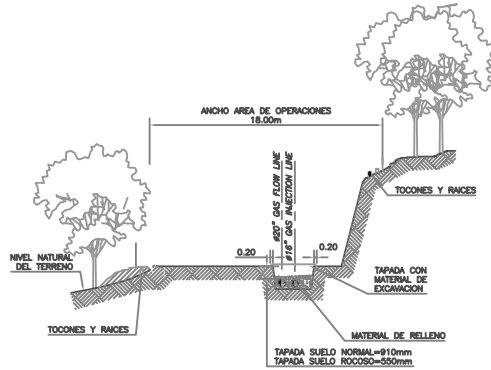 ANCHO AREA DE OPERACIONES
18.00m
TOCONES Y RAICES
ø20" GAS FLOW LINE
ø16" GAS INJECTION LINE
0.20
0.20
NIVEL NATURAL
DEL TERRENO
TAPADA CON
MATERIAL DE
EXCAVACION
TOCONES Y RAICES
MATERIAL DE RELLENO
TAPADA SUELO NORMAL=910mm
TAPADA SUELO ROCOSO=550mm